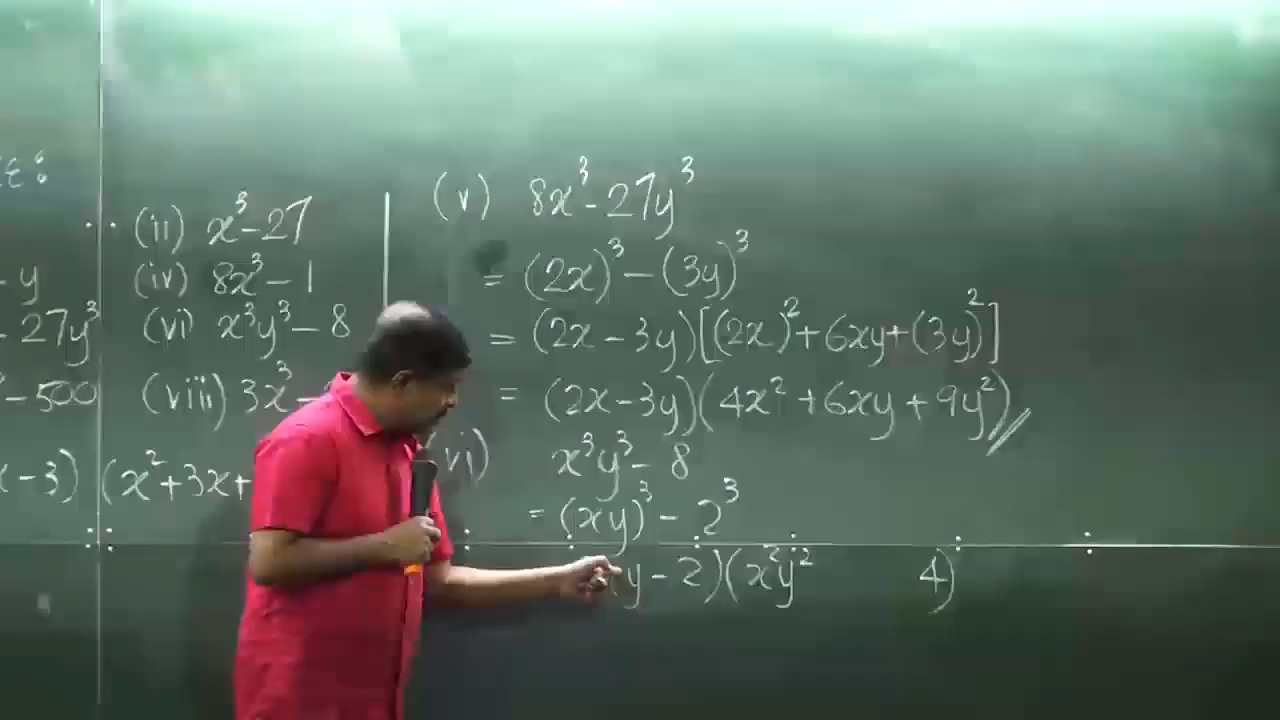 (ii) x³-27
- y (iv) 8x³-1
- 27y³ (vi) x³y³-8
- 500 (viii) 3x³-
x-3) (x²+3x+
(v) 8x³-27y³
= (2x)³-(3y)³
= (2x-3y)[(2x)²+6xy+(3y)²]
= (2x-3y)(4x²+6xy+9y²)//
vi) x³y³-8
= (xy)³-2³
y-2)(x²y² 4)